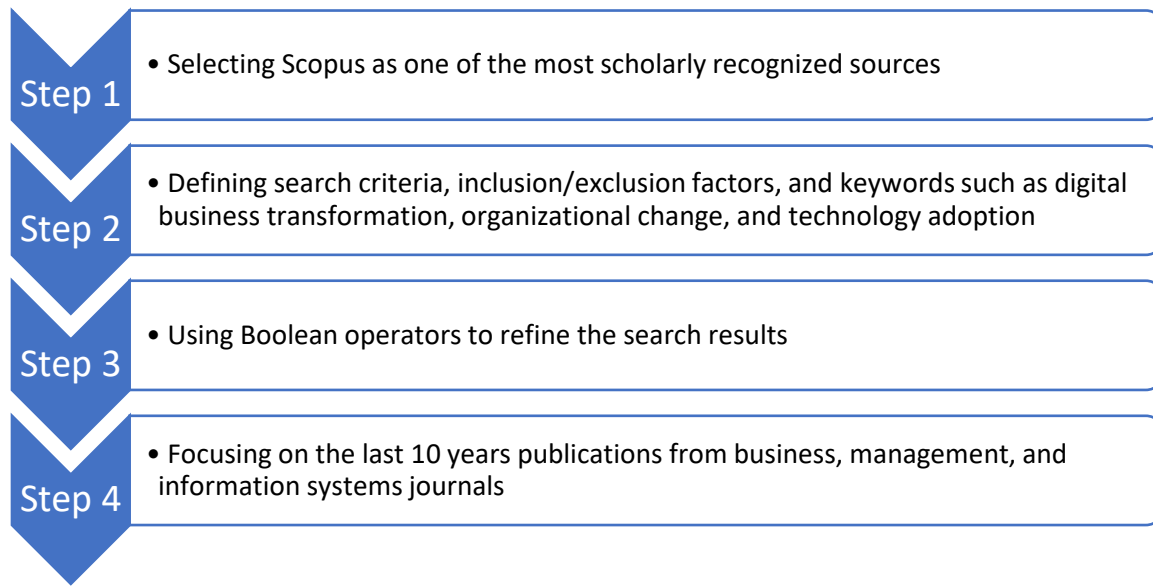 Step 1
• Selecting Scopus as one of the most scholarly recognized sources
Step 2
• Defining search criteria, inclusion/exclusion factors, and keywords such as digital
business transformation, organizational change, and technology adoption
Step 3
• Using Boolean operators to refine the search results
Step 4
• Focusing on the last 10 years publications from business, management, and
information systems journals